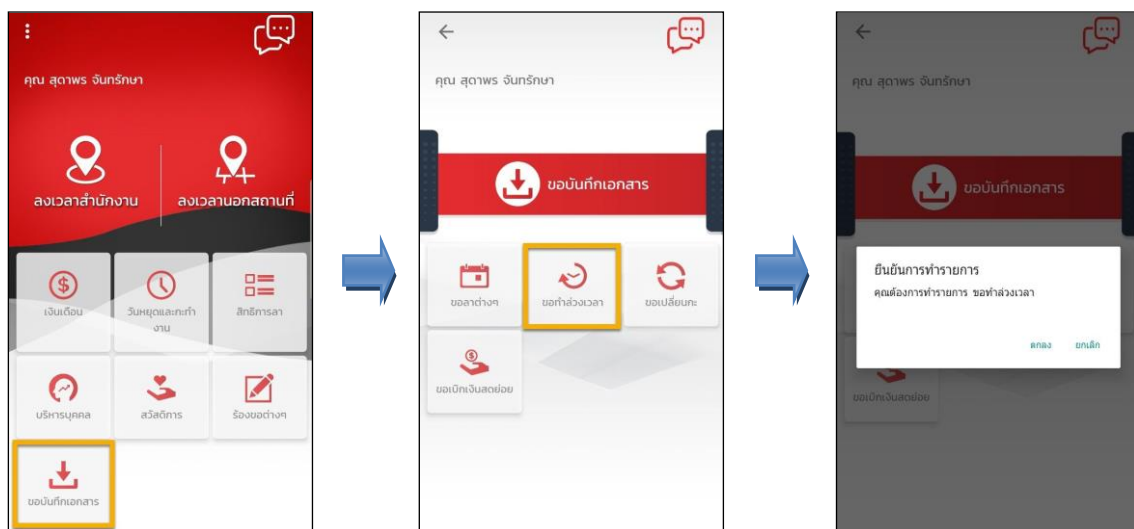 คุณ สุดาพร จันทรักษา
ลงเวลาสำนักงาน
ลงเวลานอกสถานที่
เงินเดือน
วันหยุดและกะทำ
งาน
สิทธิการลา
บริหารบุคคล
สวัสดิการ
ร้องขอต่างๆ
ขอบันทึกเอกสาร
คุณ สุดาพร จันทรักษา
ขอบันทึกเอกสาร
ขอลาต่างๆ
ขอทำล่วงเวลา
ขอเปลี่ยนกะ
ขอเบิกเงินสดย่อย
คุณ สุดาพร จันทรักษา
ขอบันทึกเอกสาร
ยืนยันการทำรายการ
คุณต้องการทำรายการ ขอทำล่วงเวลา
ตกลง
ยกเลิก
ขอเบิกเงินสดย่อย